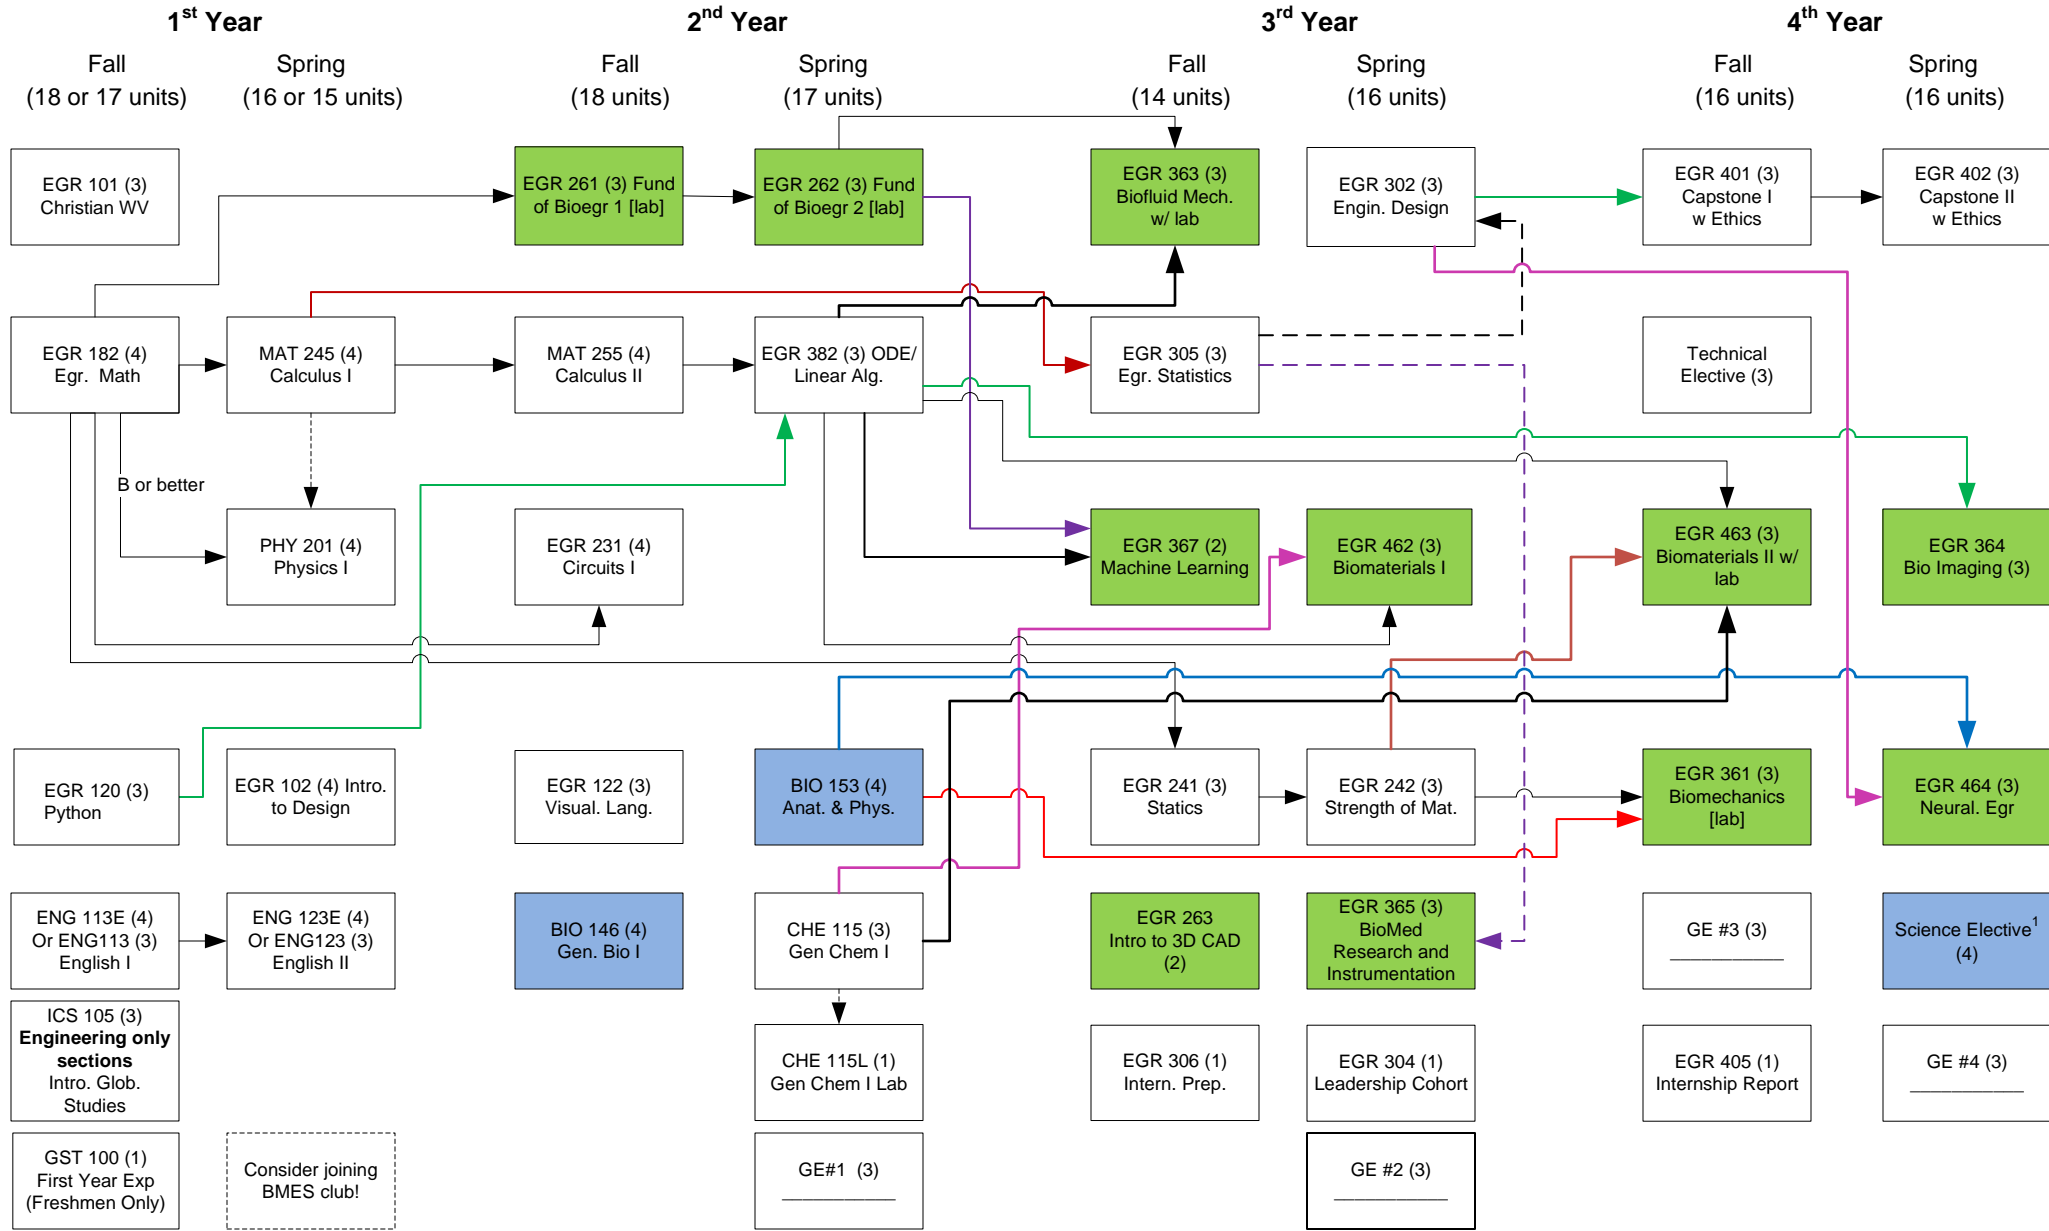 1st Year
2nd Year
3rd Year
4th Year
Fall
(18 or 17 units)
Spring
(16 or 15 units)
Fall
(18 units)
Spring
(17 units)
Fall
(14 units)
Spring
(16 units)
Fall
(16 units)
Spring
(16 units)
EGR 101 (3)
Christian WV
EGR 261 (3) Fund
of Bioegr 1 [lab]
EGR 262 (3) Fund
of Bioegr 2 [lab]
EGR 363 (3)
Biofluid Mech.
w/ lab
EGR 302 (3)
Engin. Design
EGR 401 (3)
Capstone I
w Ethics
EGR 402 (3)
Capstone II
w Ethics
EGR 182 (4)
Egr. Math
MAT 245 (4)
Calculus I
MAT 255 (4)
Calculus II
EGR 382 (3) ODE/
Linear Alg.
EGR 305 (3)
Egr. Statistics
Technical
Elective (3)
B or better
PHY 201 (4)
Physics I
EGR 231 (4)
Circuits I
EGR 367 (2)
Machine Learning
EGR 462 (3)
Biomaterials I
EGR 463 (3)
Biomaterials II w/
lab
EGR 364
Bio Imaging (3)
EGR 120 (3)
Python
EGR 102 (4) Intro.
to Design
EGR 122 (3)
Visual. Lang.
BIO 153 (4)
Anat. & Phys.
EGR 241 (3)
Statics
EGR 242 (3)
Strength of Mat.
EGR 361 (3)
Biomechanics
[lab]
EGR 464 (3)
Neural. Egr
ENG 113E (4)
Or ENG113 (3)
English I
ENG 123E (4)
Or ENG123 (3)
English II
BIO 146 (4)
Gen. Bio I
CHE 115 (3)
Gen Chem I
EGR 263
Intro to 3D CAD
(2)
EGR 365 (3)
BioMed
Research and
Instrumentation
GE #3 (3)
___________
Science Elective1
(4)
ICS 105 (3)
Engineering only
sections
Intro. Glob.
Studies
CHE 115L (1)
Gen Chem I Lab
EGR 306 (1)
Intern. Prep.
EGR 304 (1)
Leadership Cohort
EGR 405 (1)
Internship Report
GE #4 (3)
___________
GST 100 (1)
First Year Exp
(Freshmen Only)
Consider joining
BMES club!
GE#1 (3)
___________
GE #2 (3)
___________